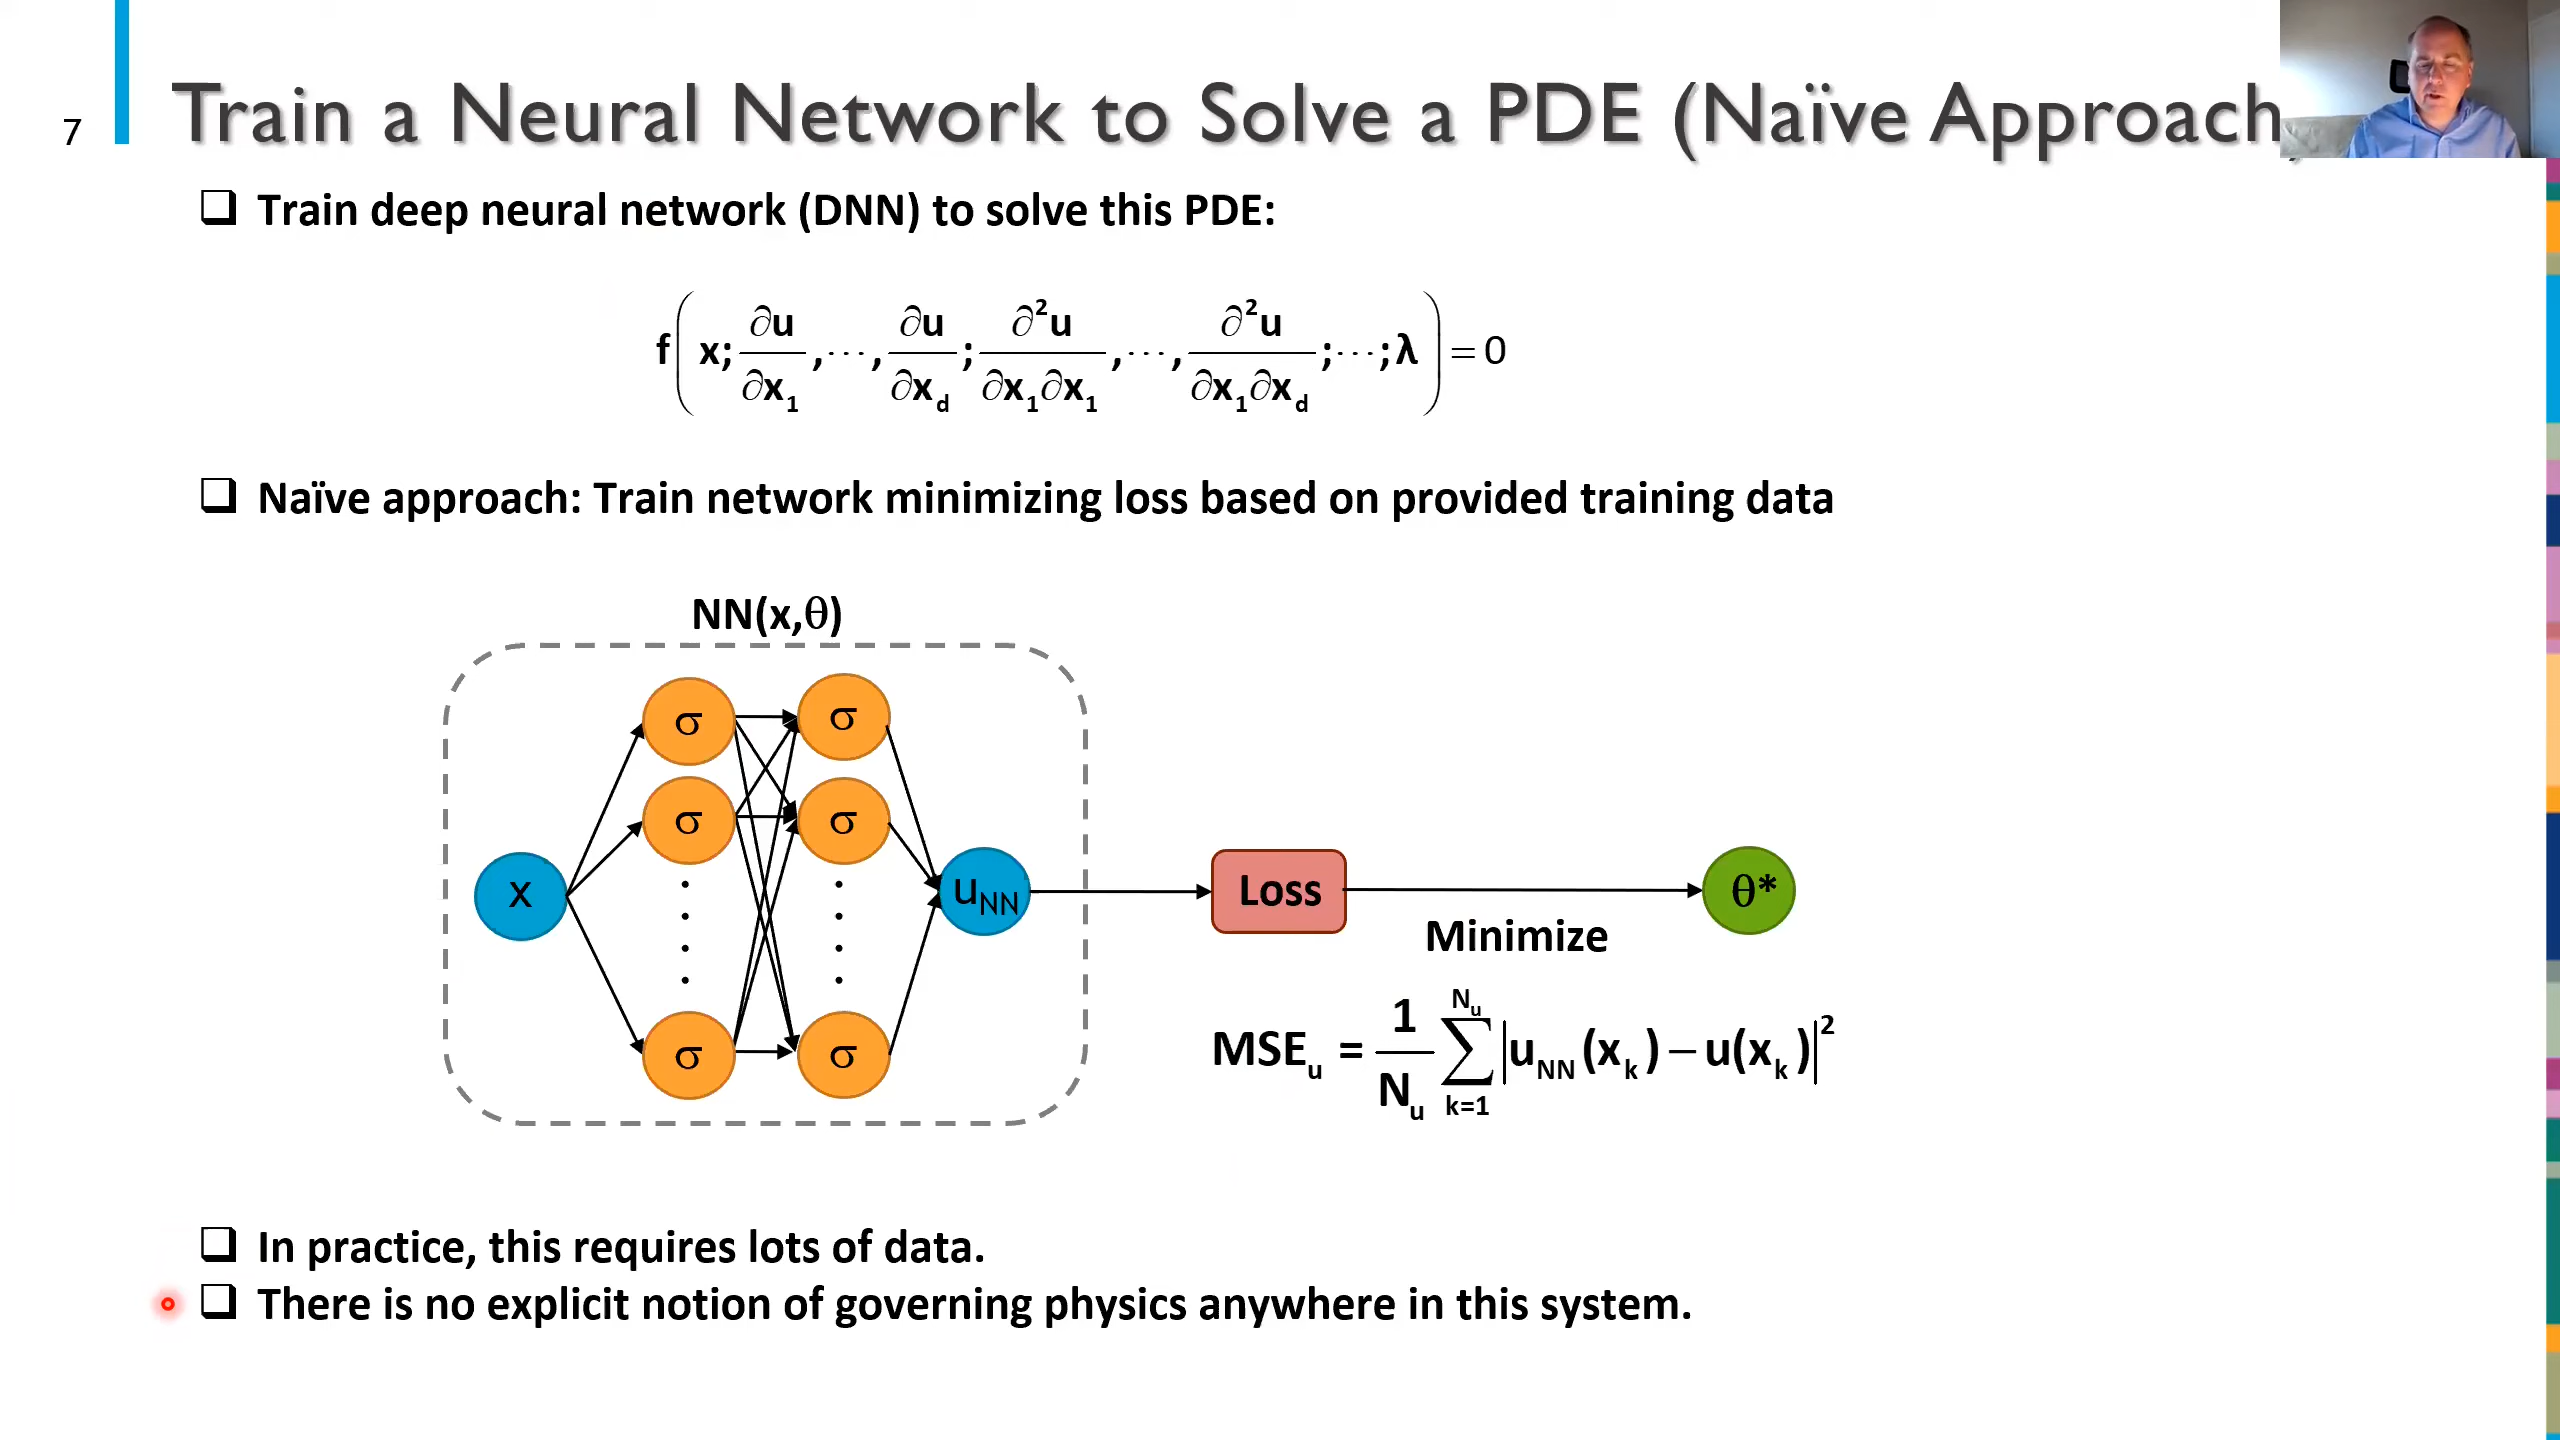 7
Train a Neural Network to Solve a PDE (Naïve Approach
❑ Train deep neural network (DNN) to solve this PDE:
f( x; ∂u/∂x₁ ,⋯, ∂u/∂x_d ; ∂²u/∂x₁∂x₁ ,⋯, ∂²u/∂x₁∂x_d ;⋯; λ ) = 0
❑ Naïve approach: Train network minimizing loss based on provided training data
NN(x,θ)
σ σ
σ σ
x
u_NN
Loss
θ*
Minimize
σ σ
MSE_u = 1/N_u ∑_{k=1}^{N_u} |u_NN(x_k) − u(x_k)|²
❑ In practice, this requires lots of data.
❑ There is no explicit notion of governing physics anywhere in this system.